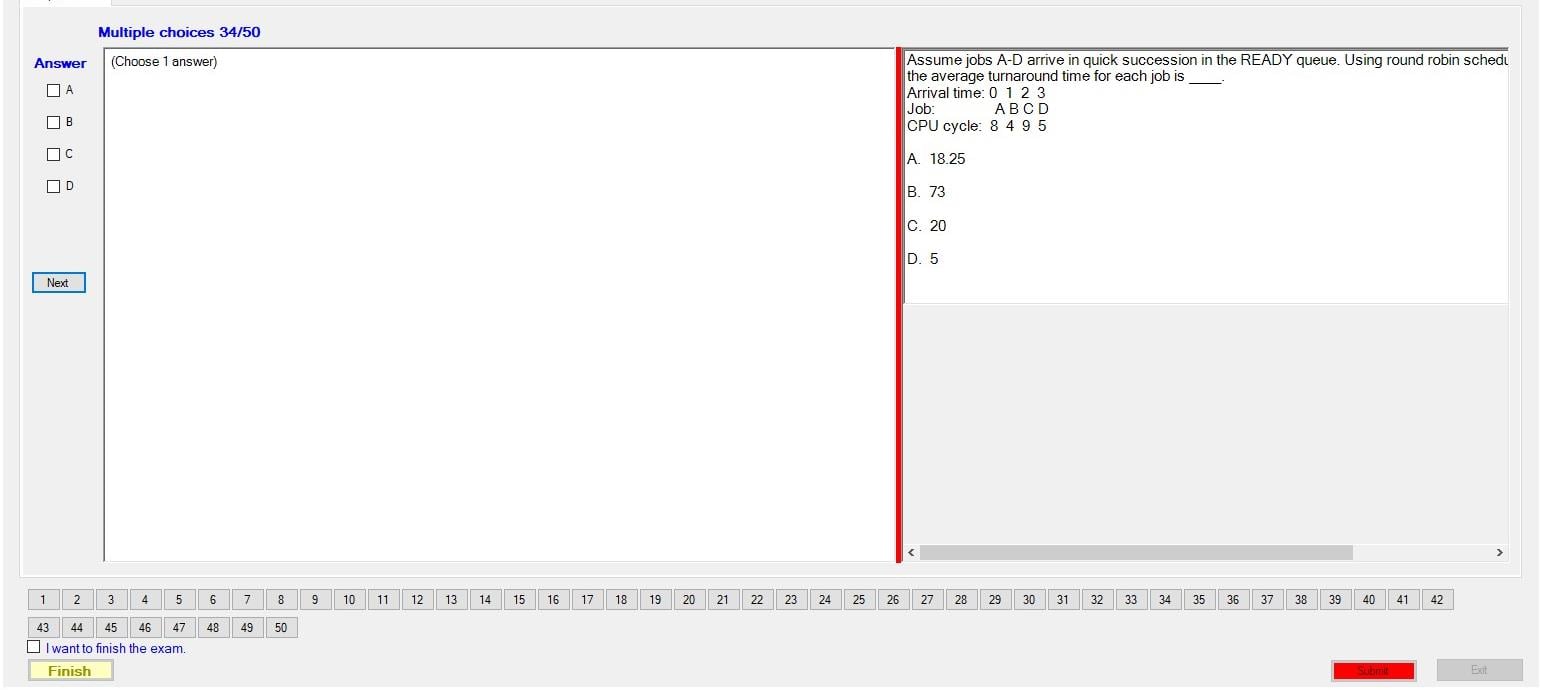 Multiple choices 34/50
Answer
A
B
C
D
Next
(Choose 1 answer)
Assume jobs A-D arrive in quick succession in the READY queue. Using round robin schedu
the average turnaround time for each job is ____.
Arrival time: 0 1 2 3
Job: A B C D
CPU cycle: 8 4 9 5
A. 18.25
B. 73
C. 20
D. 5
1 2 3 4 5 6 7 8 9 10 11 12 13 14 15 16 17 18 19 20 21 22 23 24 25 26 27 28 29 30 31 32 33 34 35 36 37 38 39 40 41 42
43 44 45 46 47 48 49 50
I want to finish the exam.
Finish
Submit
Exit